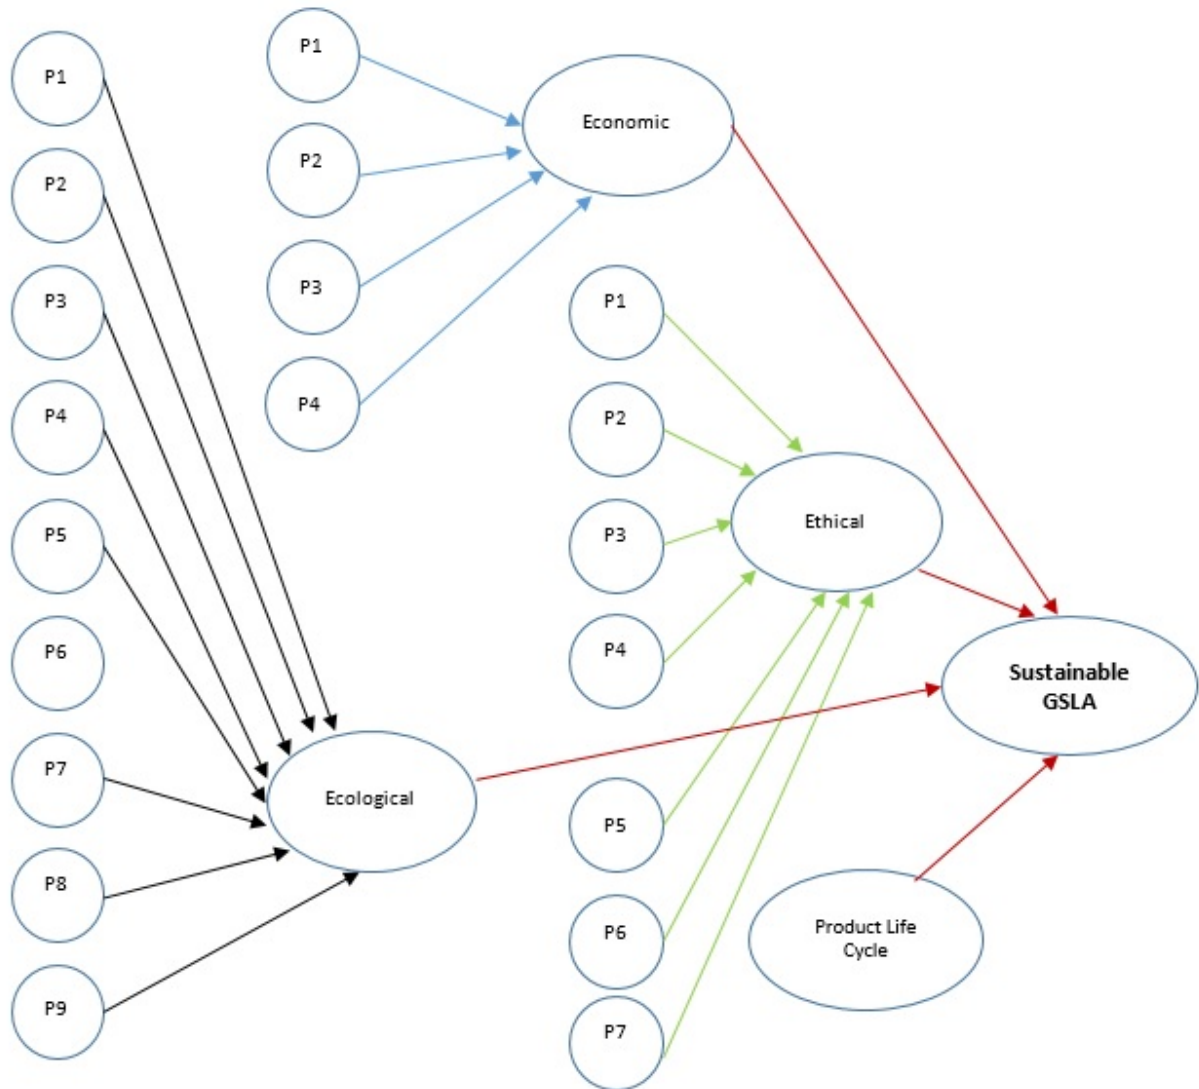 P1
P2
P3
P4
P5
P6
P7
P8
P9
P1
P2
P3
P4
Economic
P1
P2
P3
P4
P5
P6
P7
Ethical
Ecological
Sustainable
GSLA
Product Life
Cycle